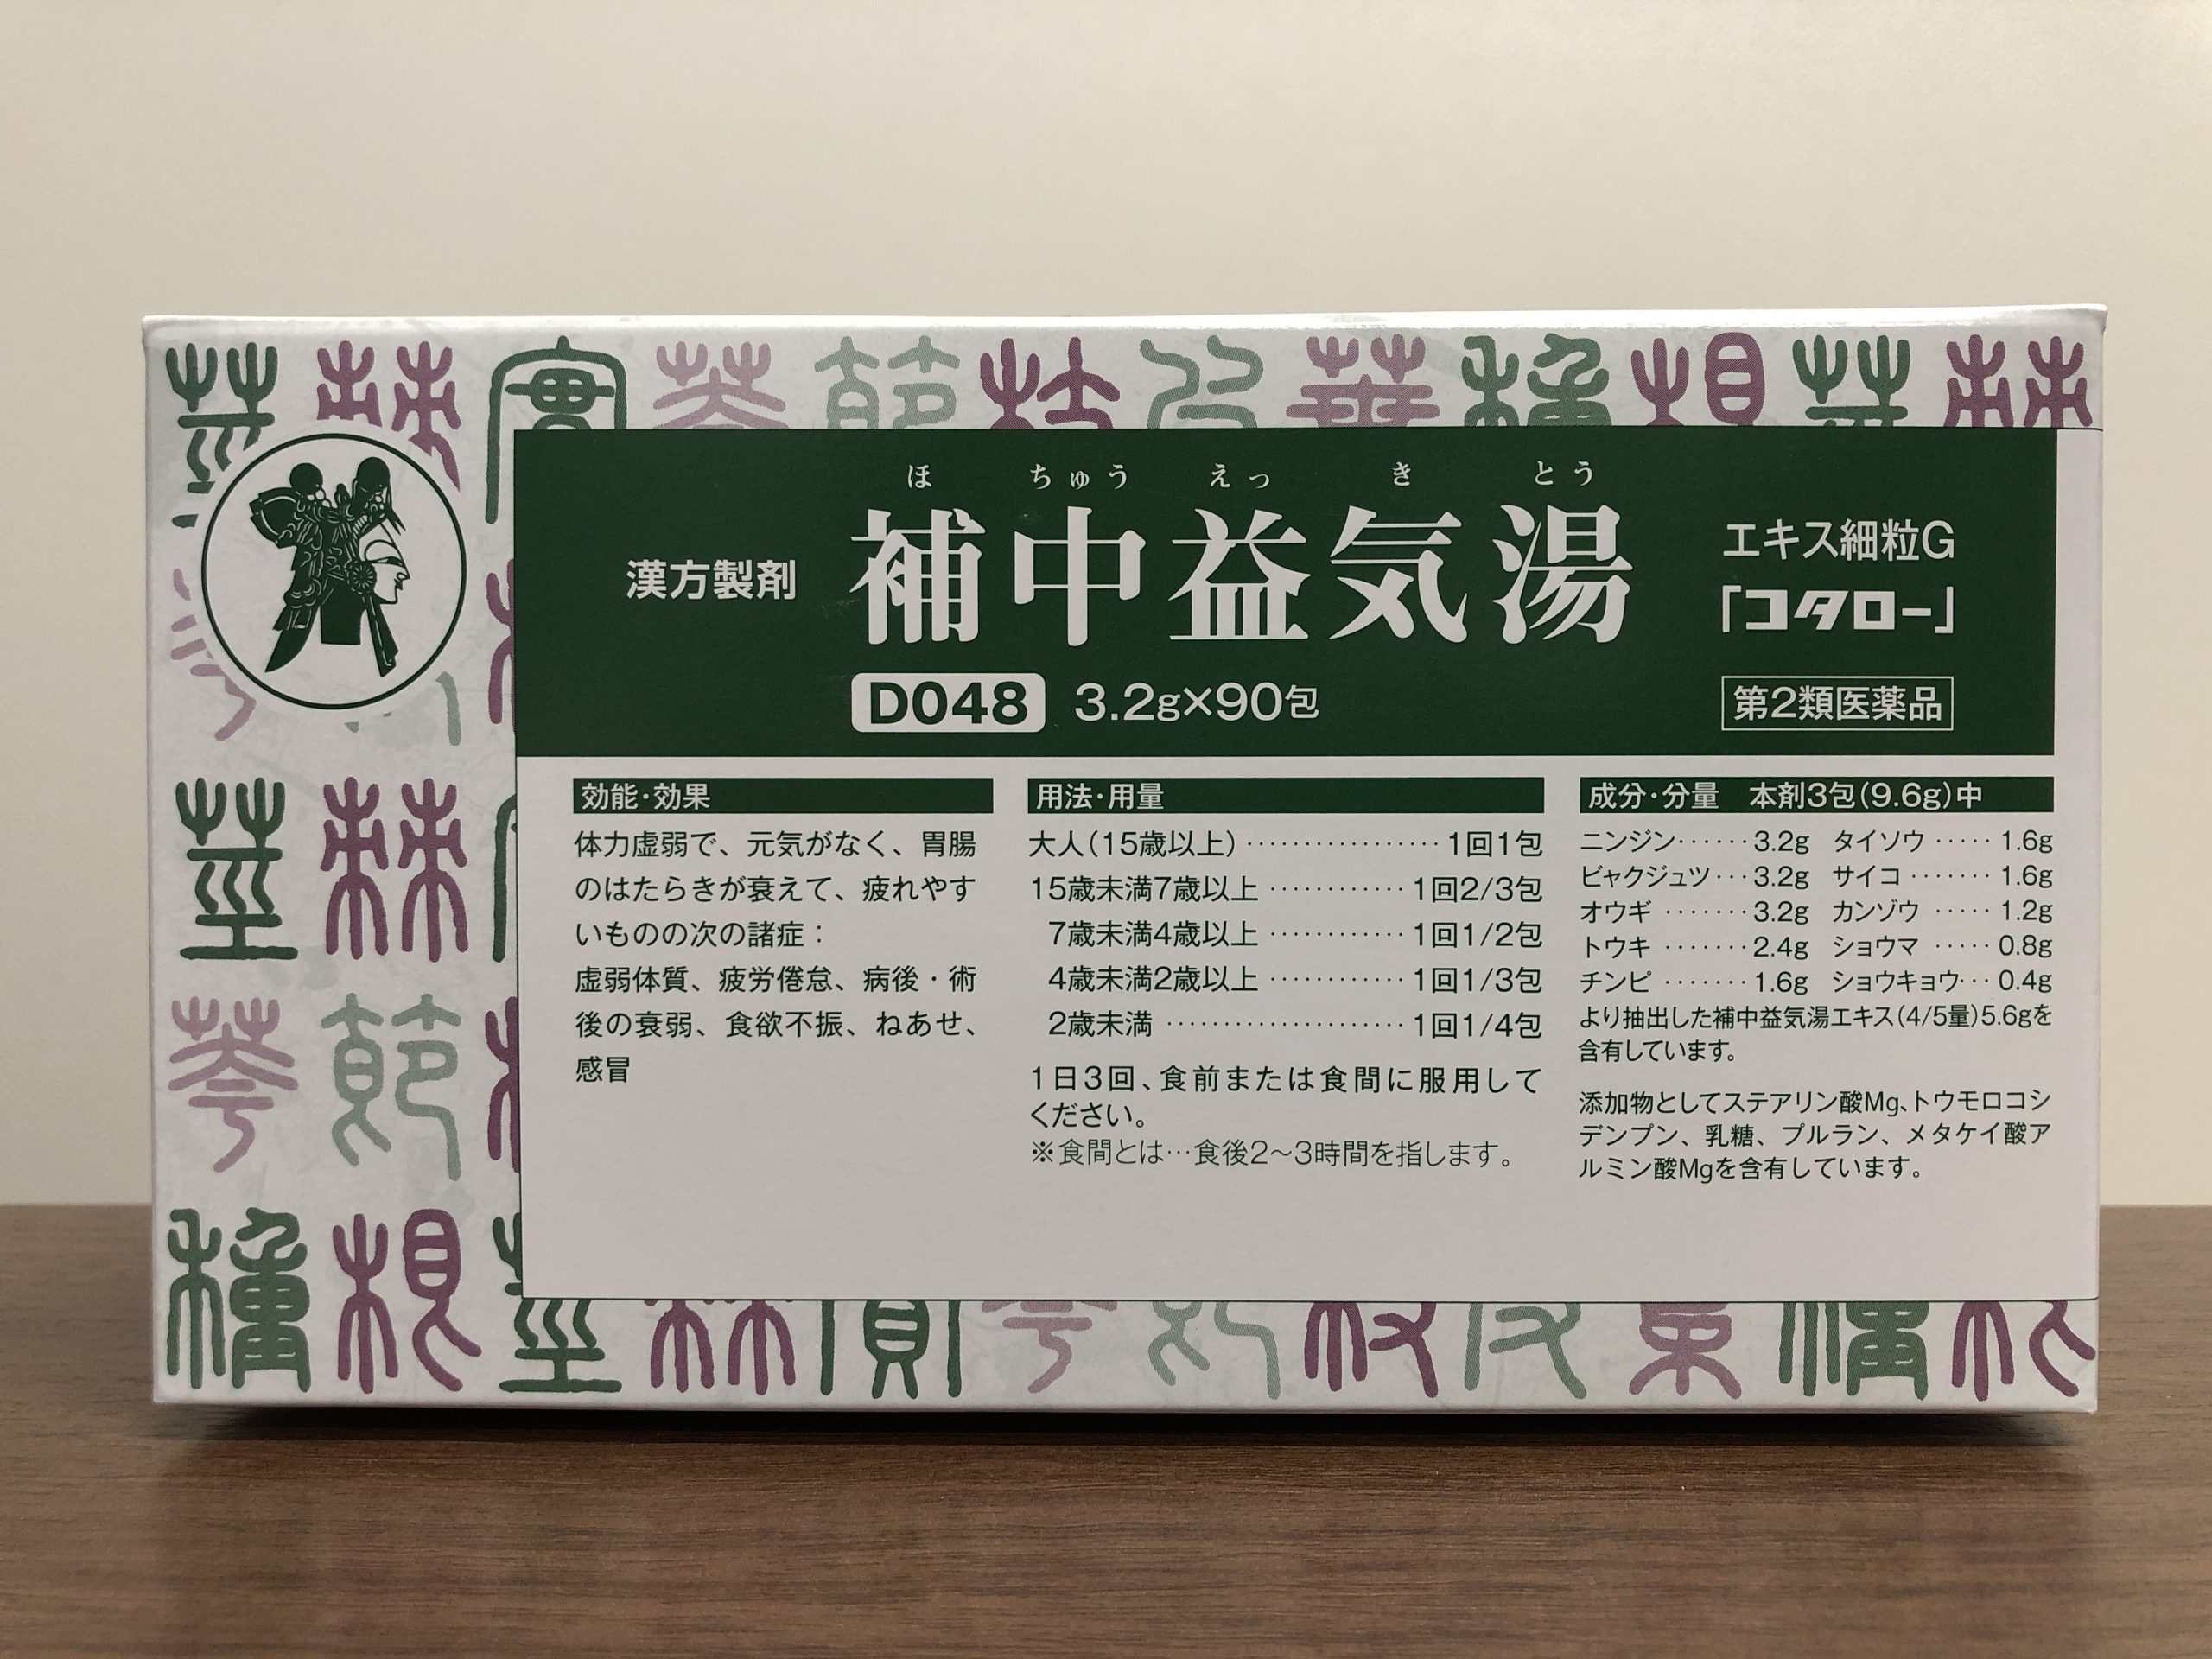 ほ ちゅう えっ き とう
漢方製剤 補中益気湯 エキス細粒G
「コタロー」
D048 3.2g×90包 第2類医薬品
効能・効果
体力虚弱で、元気がなく、胃腸
のはたらきが衰えて、疲れやす
いものの次の諸症：
虚弱体質、疲労倦怠、病後・術
後の衰弱、食欲不振、ねあせ、
感冒
用法・用量
大人（15歳以上）……………… 1回1包
15歳未満7歳以上 ………… 1回2/3包
7歳未満4歳以上 ………… 1回1/2包
4歳未満2歳以上 ………… 1回1/3包
2歳未満 …………………… 1回1/4包
1日3回、食前または食間に服用して
ください。
※食間とは…食後2～3時間を指します。
成分・分量 本剤3包（9.6g）中
ニンジン……3.2g タイソウ ····· 1.6g
ビャクジュツ…3.2g サイコ ······· 1.6g
オウギ ·······3.2g カンゾウ ····· 1.2g
トウキ ·······2.4g ショウマ ····· 0.8g
チンピ ·······1.6g ショウキョウ… 0.4g
より抽出した補中益気湯エキス（4/5量）5.6gを
含有しています。
添加物としてステアリン酸Mg、トウモロコシ
デンプン、乳糖、プルラン、メタケイ酸ア
ルミン酸Mgを含有しています。